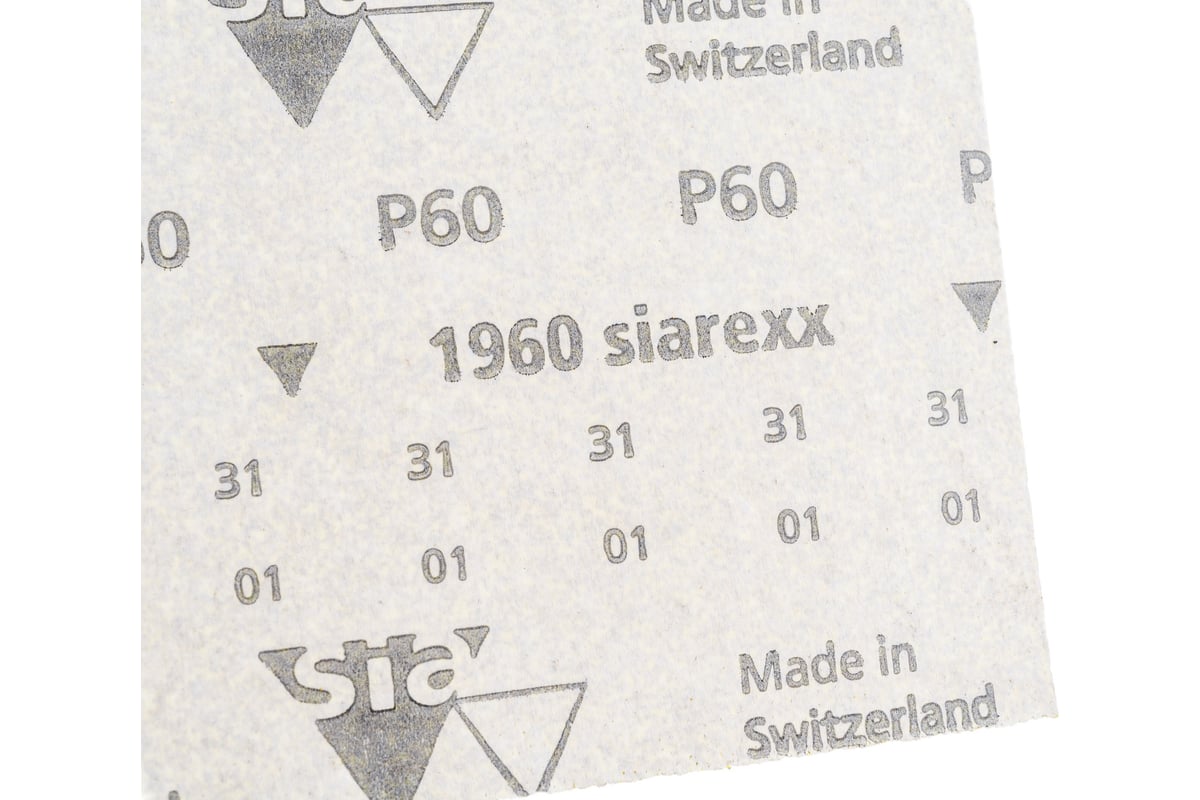 sia
Made in
Switzerland
P60 P60 P
1960 siarexx
31 31 31 31 31
01 01 01 01 01
sia
Made in
Switzerland